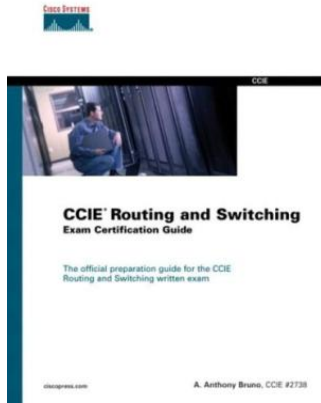 CISCO SYSTEMS
CCIE
CCIE® Routing and Switching
Exam Certification Guide
The official preparation guide for the CCIE
Routing and Switching written exam
ciscopress.com
A. Anthony Bruno, CCIE #2738